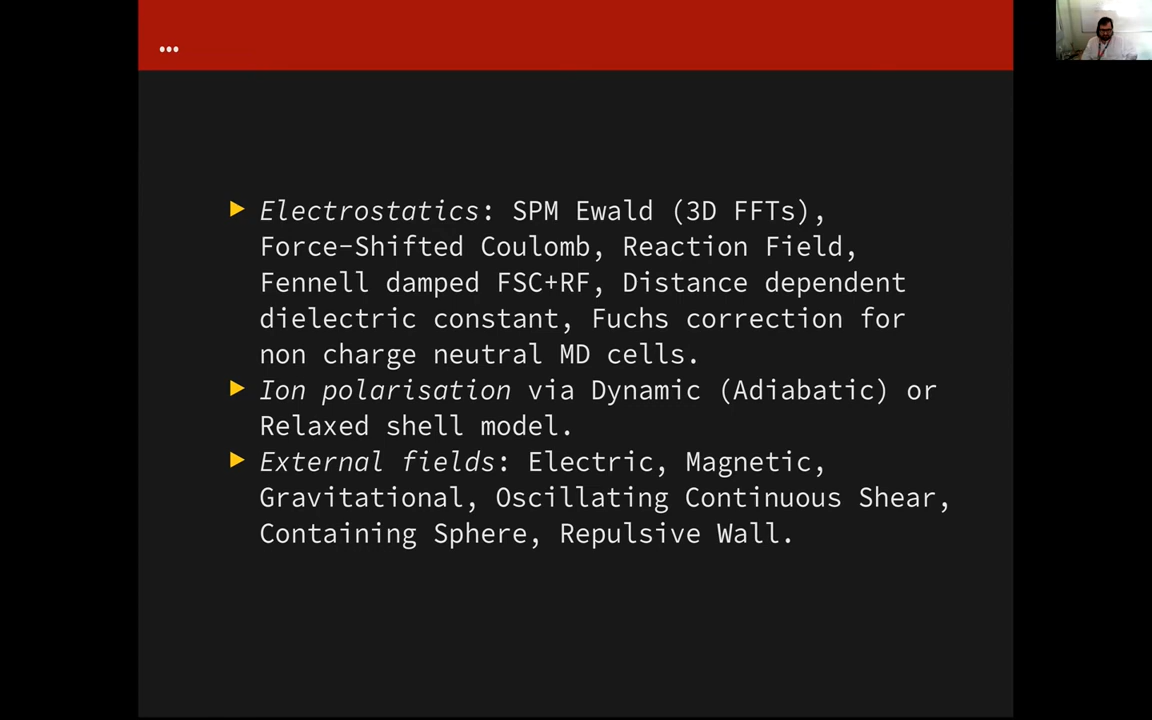 ...
Electrostatics: SPM Ewald (3D FFTs),
Force-Shifted Coulomb, Reaction Field,
Fennell damped FSC+RF, Distance dependent
dielectric constant, Fuchs correction for
non charge neutral MD cells.
Ion polarisation via Dynamic (Adiabatic) or
Relaxed shell model.
External fields: Electric, Magnetic,
Gravitational, Oscillating Continuous Shear,
Containing Sphere, Repulsive Wall.